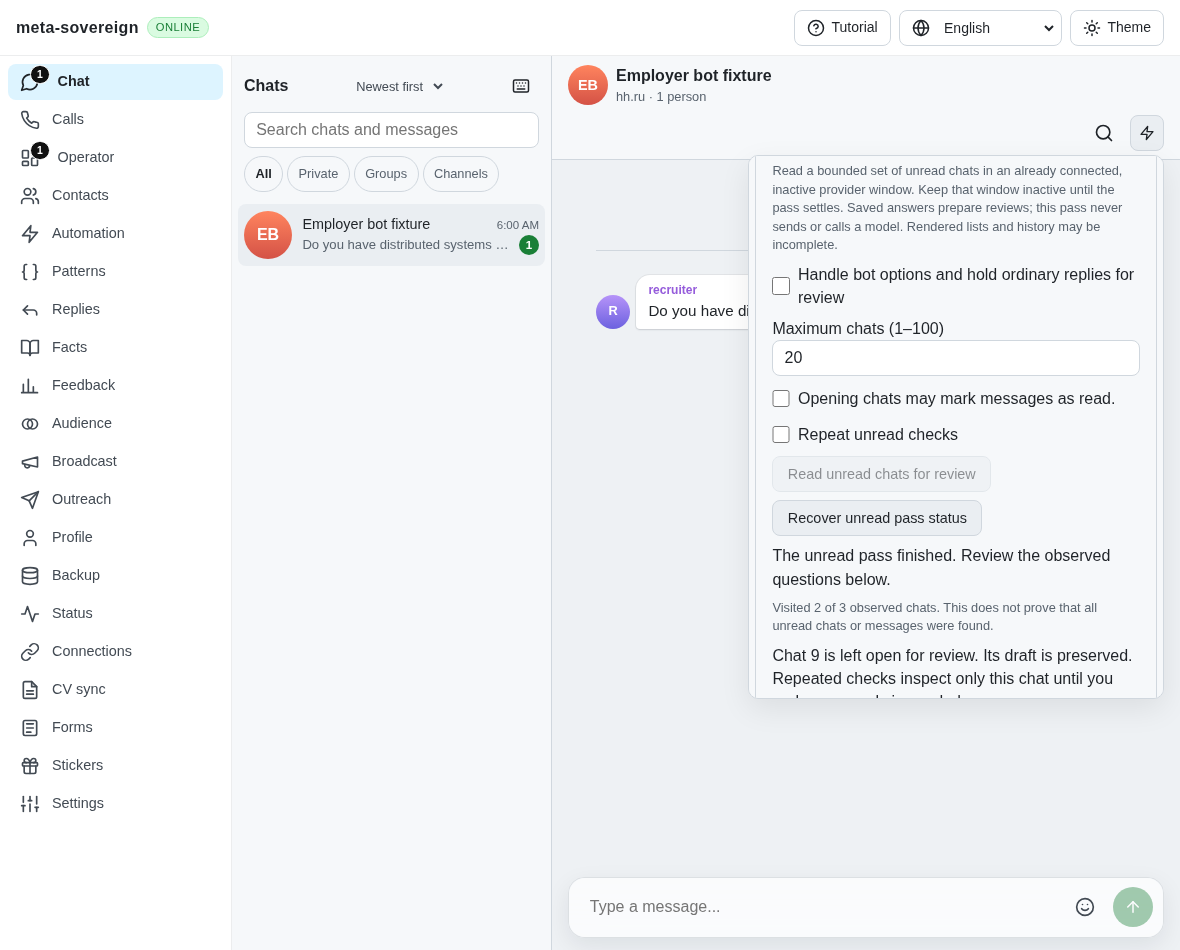 meta-sovereign
ONLINE
Tutorial
English
Theme
1
Chat
Calls
1
Operator
Contacts
Automation
Patterns
Replies
Facts
Feedback
Audience
Broadcast
Outreach
Profile
Backup
Status
Connections
CV sync
Forms
Stickers
Settings
Chats
Newest first
Search chats and messages
All
Private
Groups
Channels
EB
Employer bot fixture
6:00 AM
Do you have distributed systems …
1
EB
Employer bot fixture
hh.ru · 1 person
R
recruiter
Do you have di
Read a bounded set of unread chats in an already connected,
inactive provider window. Keep that window inactive until the
pass settles. Saved answers prepare reviews; this pass never
sends or calls a model. Rendered lists and history may be
incomplete.
Handle bot options and hold ordinary replies for
review
Maximum chats (1–100)
20
Opening chats may mark messages as read.
Repeat unread checks
Read unread chats for review
Recover unread pass status
The unread pass finished. Review the observed
questions below.
Visited 2 of 3 observed chats. This does not prove that all
unread chats or messages were found.
Chat 9 is left open for review. Its draft is preserved.
Repeated checks inspect only this chat until you
Type a message...